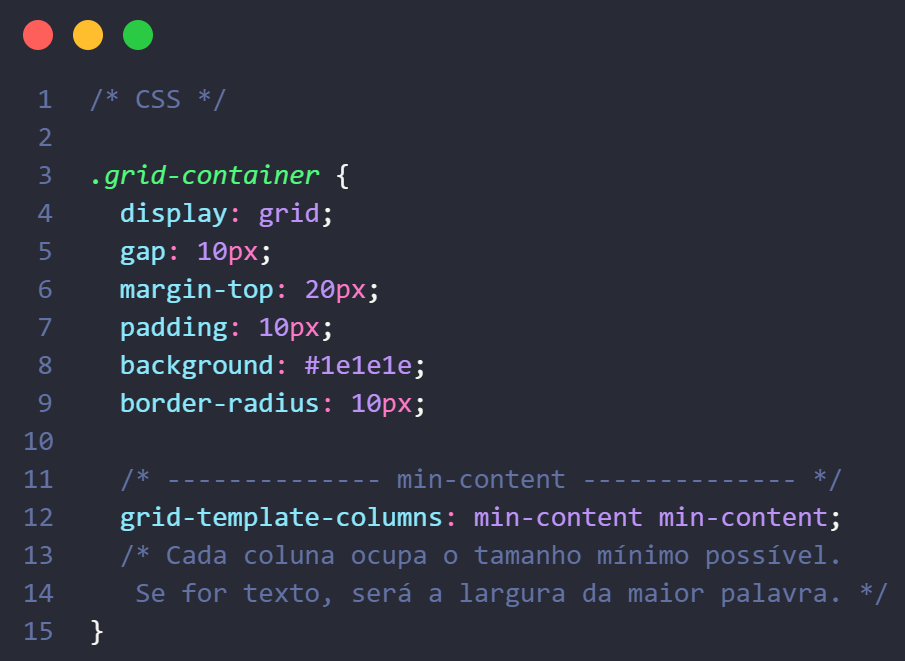 1 /* CSS */
2
3 .grid-container {
4 display: grid;
5 gap: 10px;
6 margin-top: 20px;
7 padding: 10px;
8 background: #1e1e1e;
9 border-radius: 10px;
10
11 /* -------------- min-content -------------- */
12 grid-template-columns: min-content min-content;
13 /* Cada coluna ocupa o tamanho mínimo possível.
14 Se for texto, será a largura da maior palavra. */
15 }